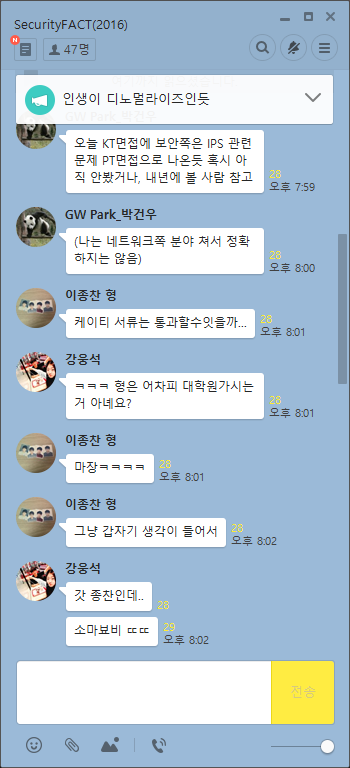 SecurityFACT(2016)
N
47명
인생이 디노멀라이즈인듯
GW Park_박건우
오늘 KT면접에 보안쪽은 IPS 관련
문제 PT면접으로 나온듯 혹시 아
직 안봤거나, 내년에 볼 사람 참고
28
오후 7:59
GW Park_박건우
(나는 네트워크쪽 분야 쳐서 정확
하지는 않음)
28
오후 8:00
이종찬 형
케이티 서류는 통과할수잇을까...
28
오후 8:01
강웅석
ㅋㅋㅋ 형은 어차피 대학원가시는
거 아녜요?
28
오후 8:01
이종찬 형
마장ㅋㅋㅋㅋ
28
오후 8:01
이종찬 형
그냥 갑자기 생각이 들어서
28
오후 8:02
강웅석
갓 종찬인데..
28
소마뵤비 ㄸㄸ
29
오후 8:02
전송